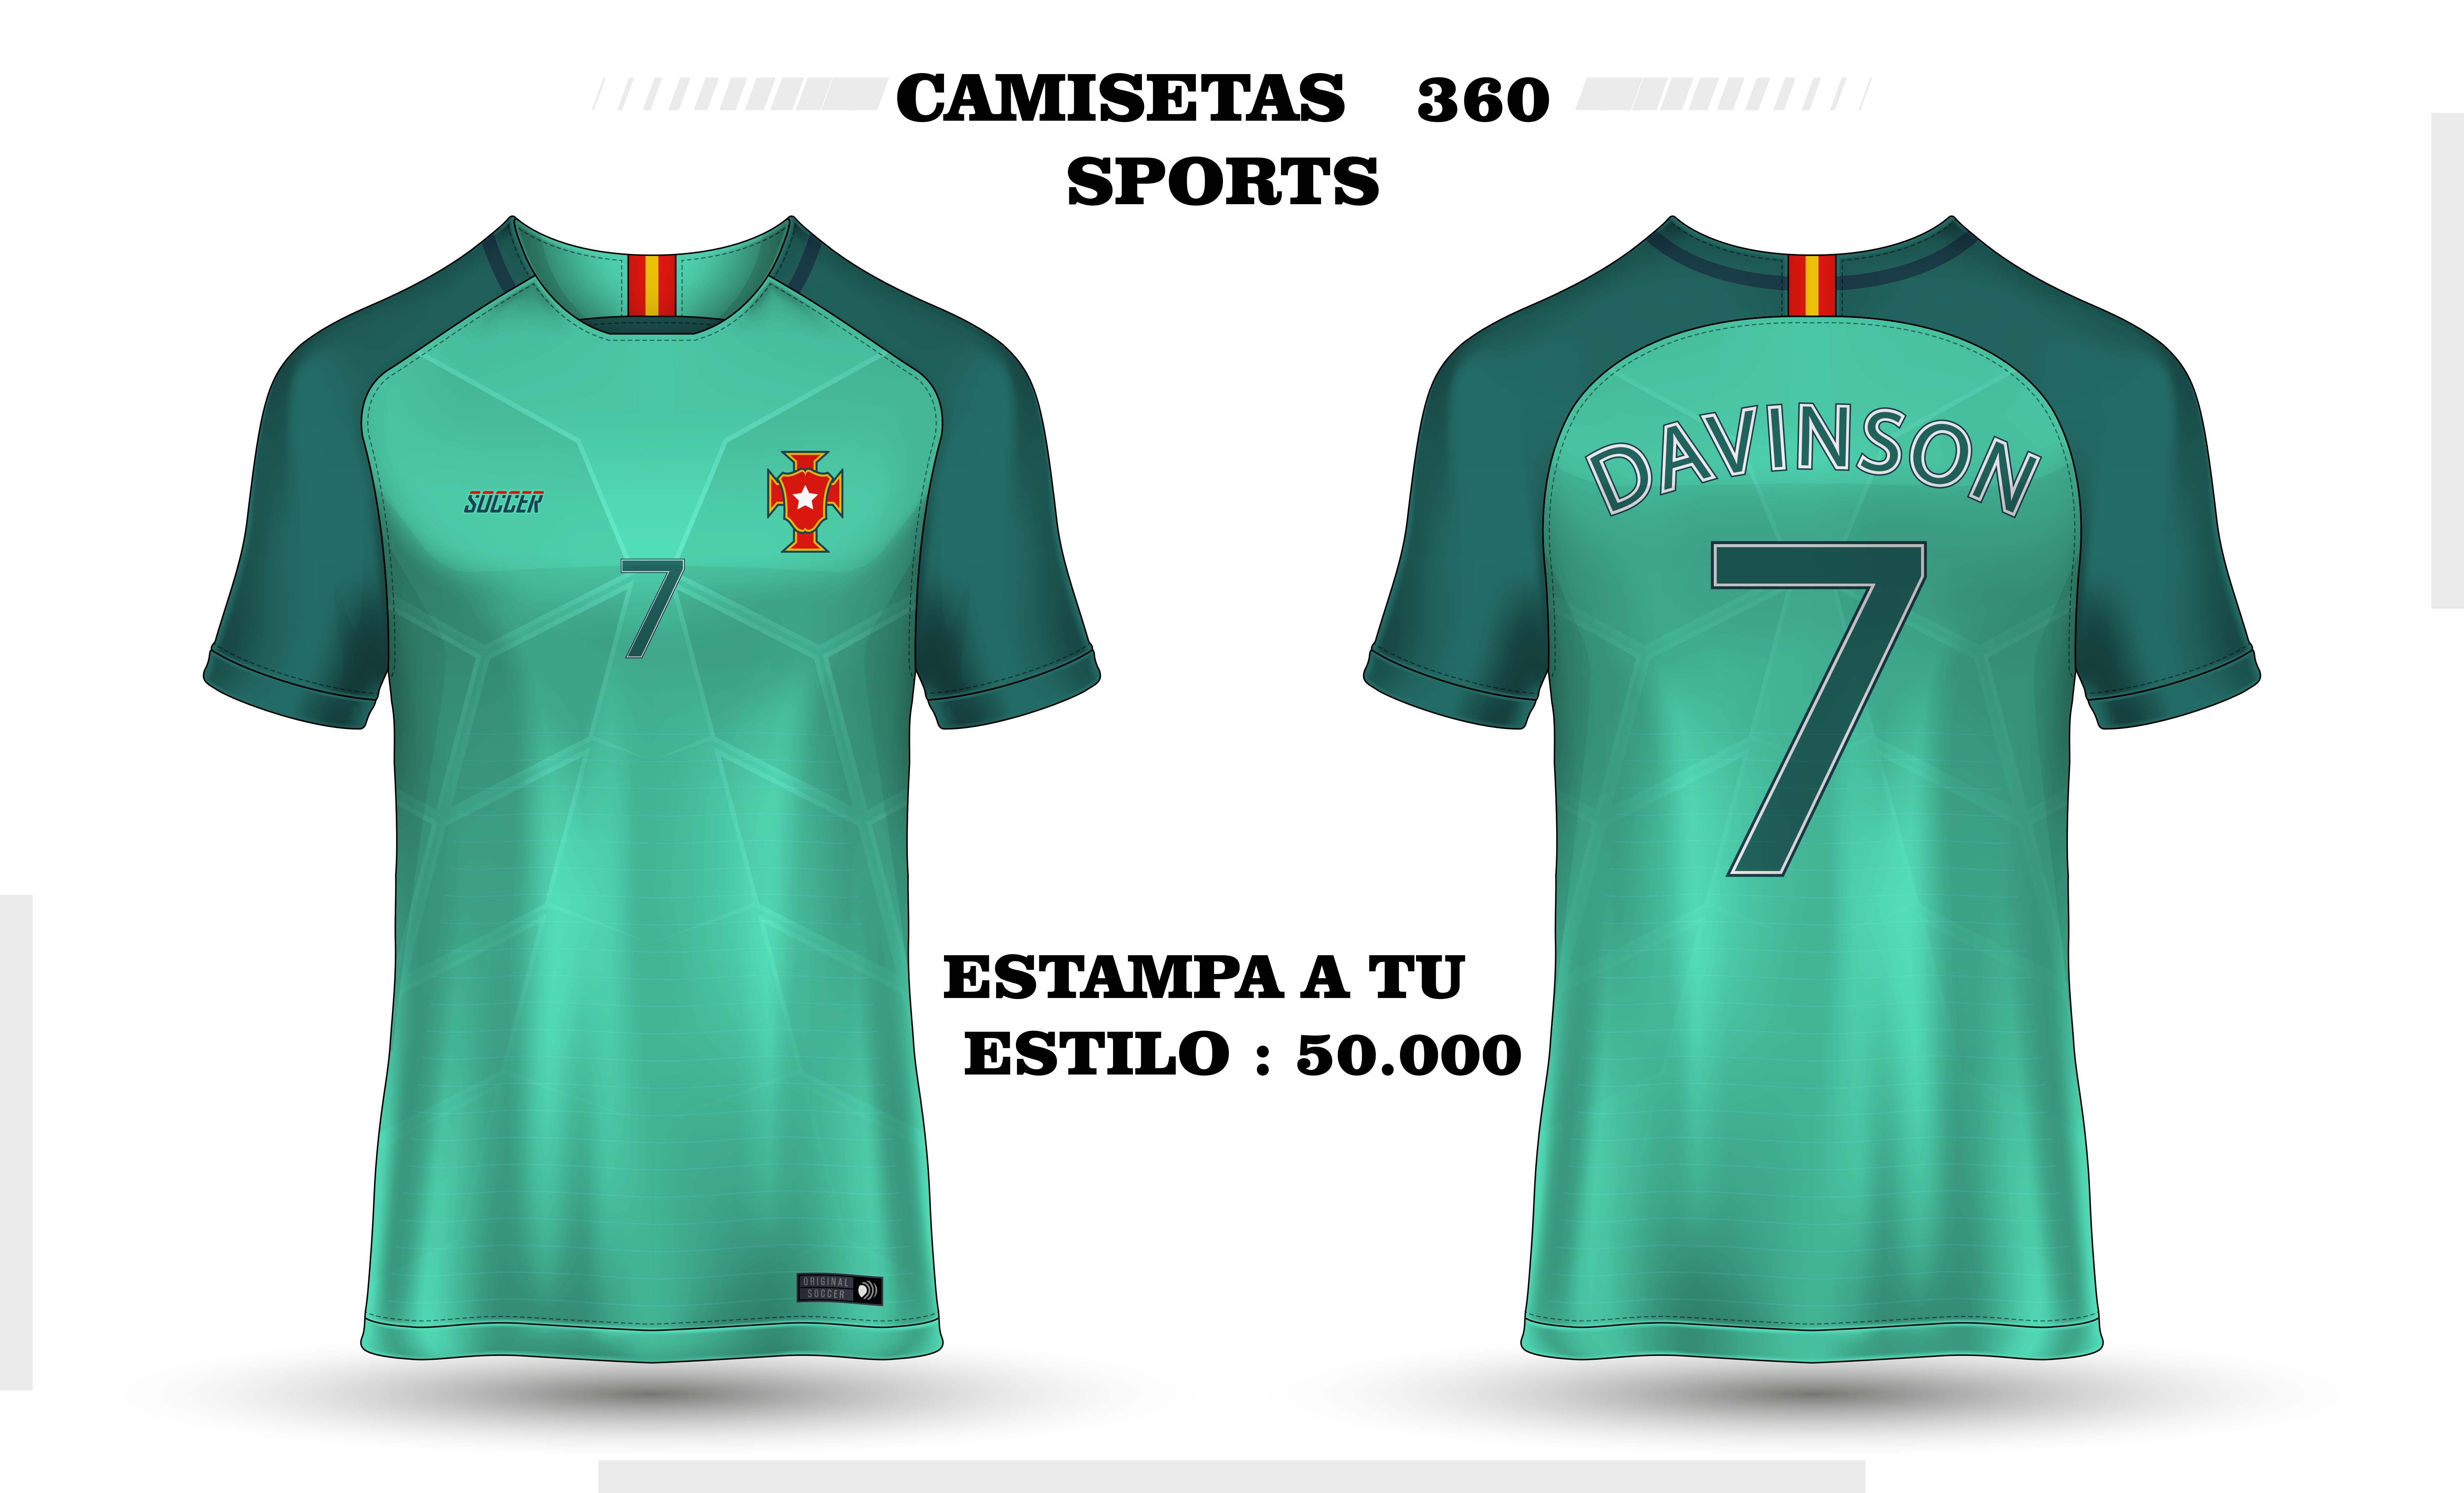 CAMISETAS 360
SPORTS
SOCCER
7
DAVINSON
7
ESTAMPA A TU
ESTILO : 50.000
ORIGINAL
SOCCER